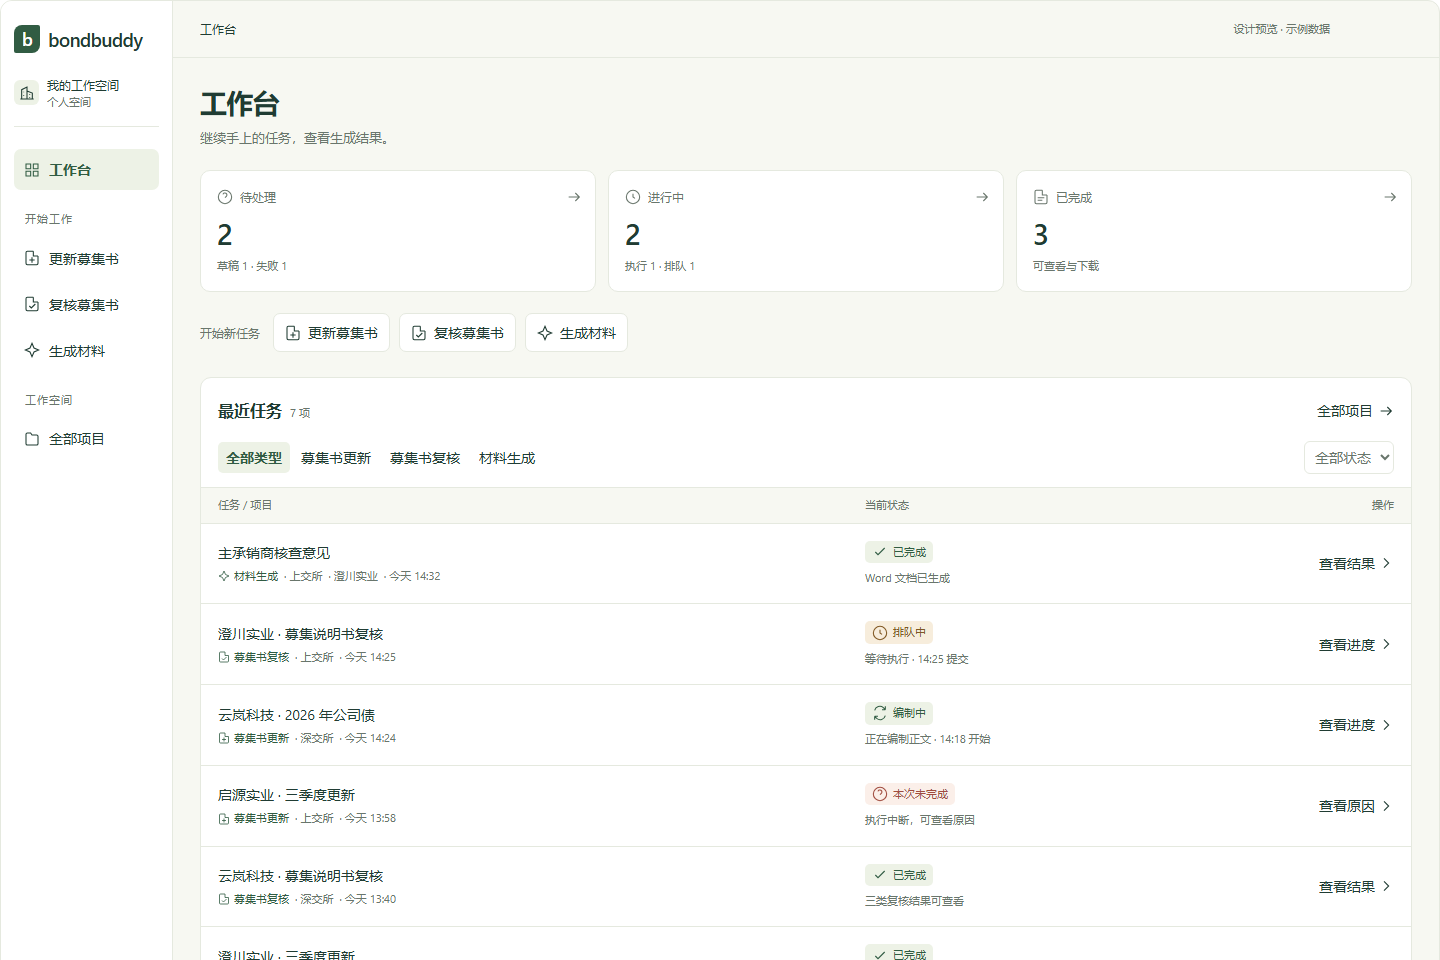 b bondbuddy
我的工作空间
个人空间
工作台
开始工作
更新募集书
复核募集书
生成材料
工作空间
全部项目
工作台
设计预览 · 示例数据
工作台
继续手上的任务，查看生成结果。
待处理
2
草稿 1 · 失败 1
进行中
2
执行 1 · 排队 1
已完成
3
可查看与下载
开始新任务 更新募集书 复核募集书 生成材料
最近任务 7 项
全部项目
全部类型 募集书更新 募集书复核 材料生成
全部状态
任务 / 项目 当前状态 操作
主承销商核查意见
材料生成 · 上交所 · 澄川实业 · 今天 14:32
已完成
Word 文档已生成
查看结果
澄川实业 · 募集说明书复核
募集书复核 · 上交所 · 今天 14:25
排队中
等待执行 · 14:25 提交
查看进度
云岚科技 · 2026 年公司债
募集书更新 · 深交所 · 今天 14:24
编制中
正在编制正文 · 14:18 开始
查看进度
启源实业 · 三季度更新
募集书更新 · 上交所 · 今天 13:58
本次未完成
执行中断，可查看原因
查看原因
云岚科技 · 募集说明书复核
募集书复核 · 深交所 · 今天 13:40
已完成
三类复核结果可查看
查看结果
澄川实业 · 三季度更新
已完成